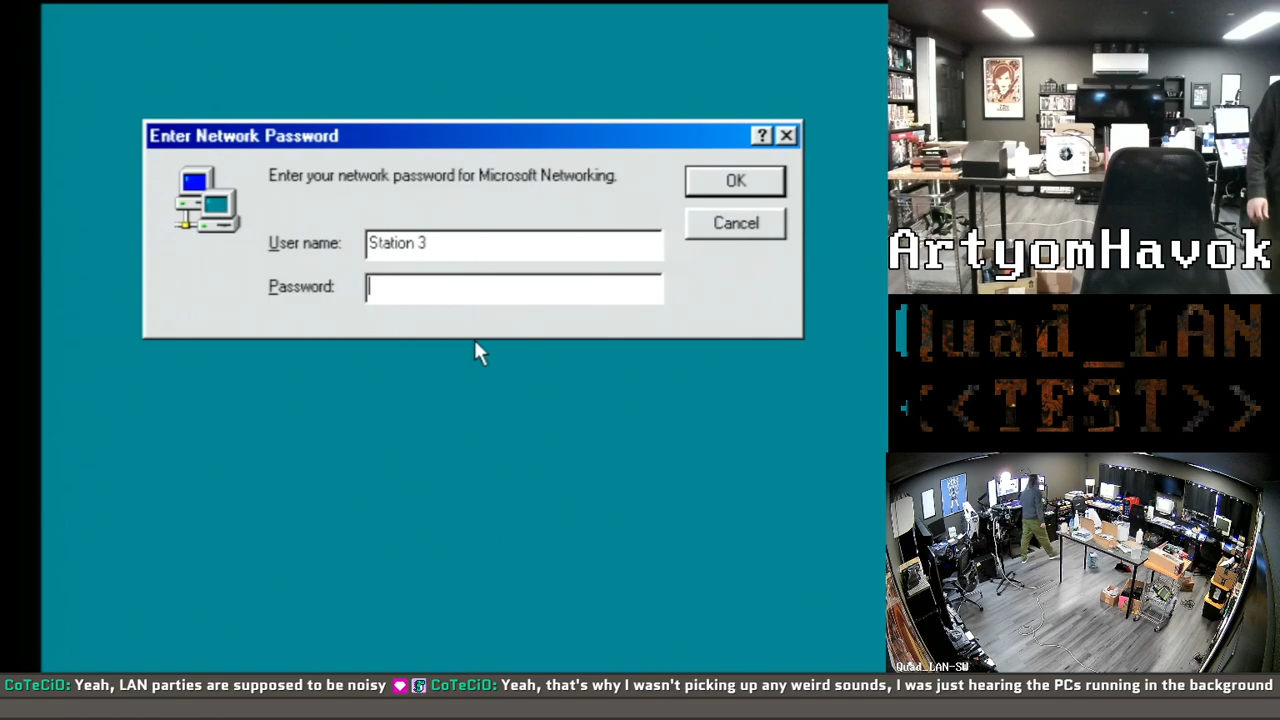 Enter Network Password
Enter your network password for Microsoft Networking.
OK
Cancel
User name: Station 3
Password:
ArtyomHavok
Quad_LAN
<<TEST>>
Quad_LAN-SW
CoTeCiO: Yeah, LAN parties are supposed to be noisy CoTeCiO: Yeah, that's why I wasn't picking up any weird sounds, I was just hearing the PCs running in the background